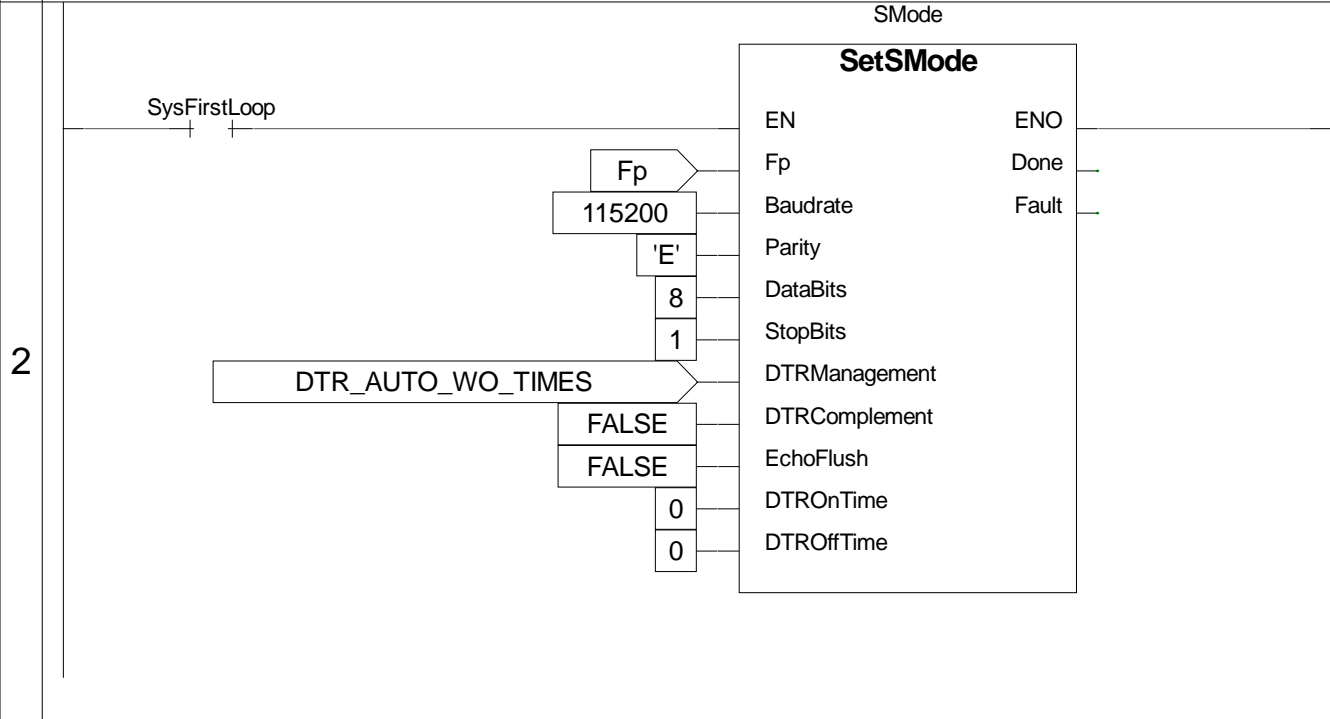 SMode
SetSMode
SysFirstLoop
EN ENO
Fp Fp Done
115200 Baudrate Fault
'E' Parity
8 DataBits
1 StopBits
2
DTR_AUTO_WO_TIMES DTRManagement
FALSE DTRComplement
FALSE EchoFlush
0 DTROnTime
0 DTROffTime